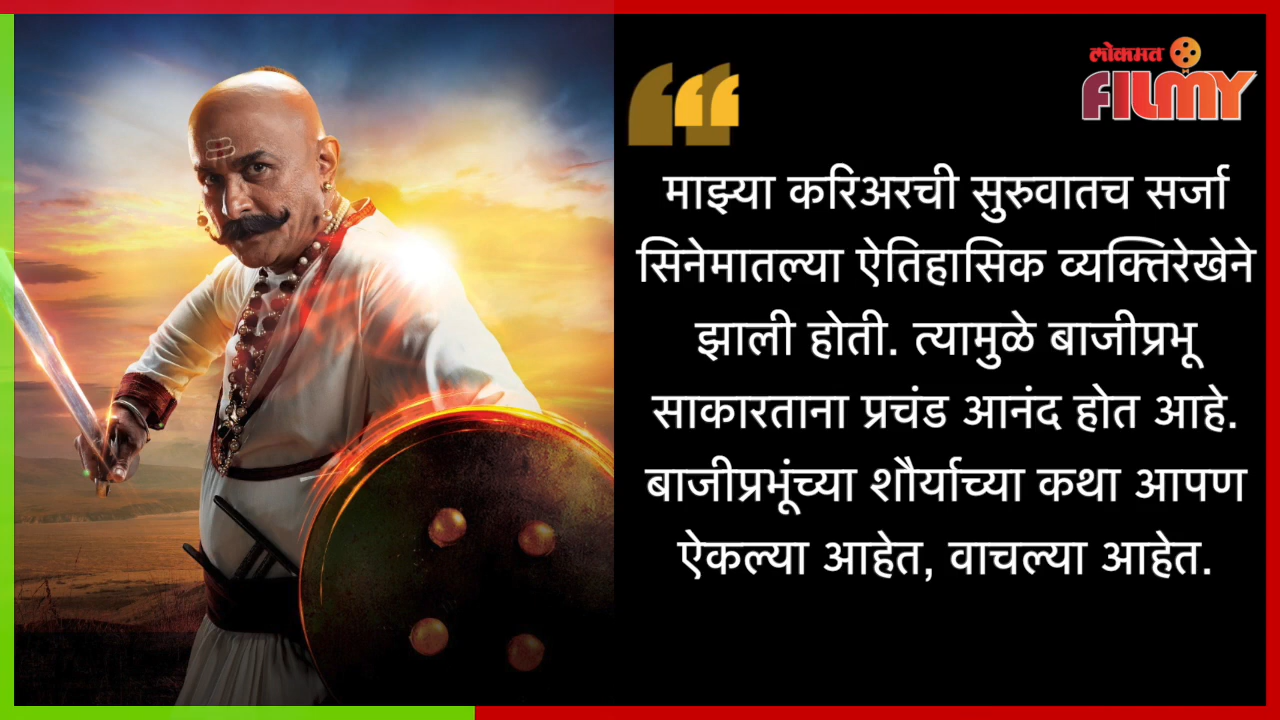 लोकमत
FILMY
माझ्या करिअरची सुरुवातच सर्जा
सिनेमातल्या ऐतिहासिक व्यक्तिरेखेने
झाली होती. त्यामुळे बाजीप्रभू
साकारताना प्रचंड आनंद होत आहे.
बाजीप्रभूंच्या शौर्याच्या कथा आपण
ऐकल्या आहेत, वाचल्या आहेत.